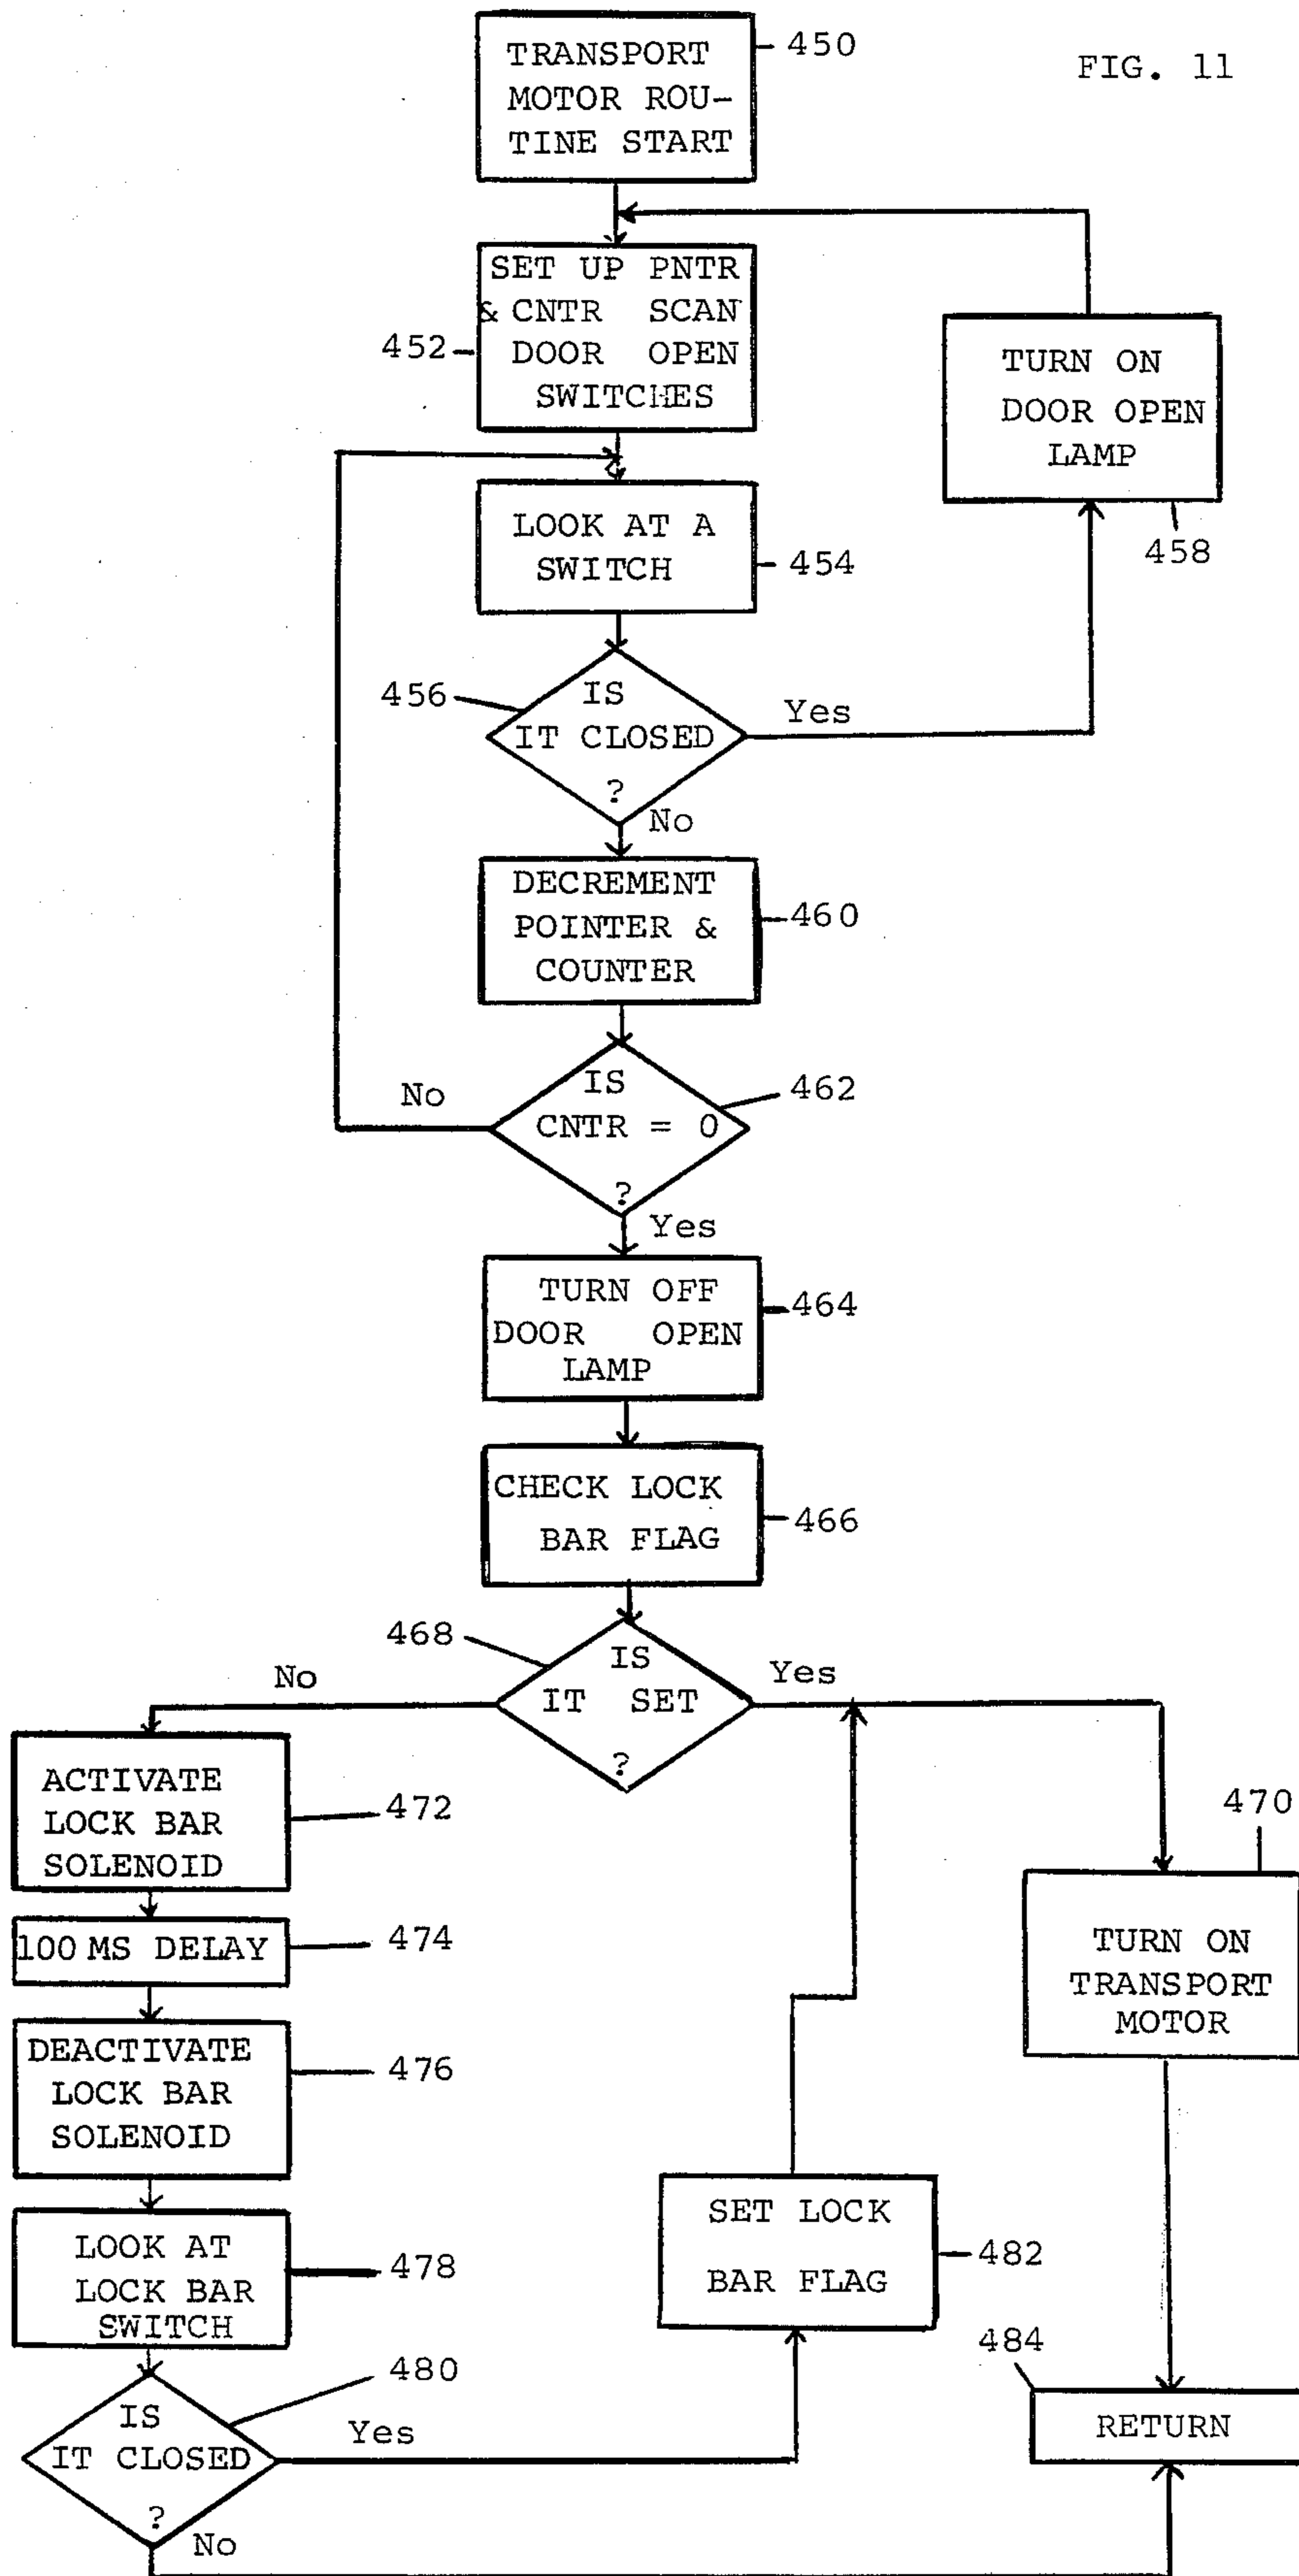 FIG. 11
TRANSPORT
MOTOR ROU-
TINE START
450
SET UP PNTR
& CNTR SCAN
DOOR OPEN
SWITCHES
452
TURN ON
DOOR OPEN
LAMP
458
LOOK AT A
SWITCH
454
456
IS
IT CLOSED
?
Yes
No
DECREMENT
POINTER &
COUNTER
460
IS
CNTR = 0
?
462
No
Yes
TURN OFF
DOOR OPEN
LAMP
464
CHECK LOCK
BAR FLAG
466
468
IS
IT SET
?
No
Yes
ACTIVATE
LOCK BAR
SOLENOID
472
470
TURN ON
TRANSPORT
MOTOR
100 MS DELAY
474
DEACTIVATE
LOCK BAR
SOLENOID
476
LOOK AT
LOCK BAR
SWITCH
478
SET LOCK
BAR FLAG
482
480
IS
IT CLOSED
?
Yes
No
484
RETURN